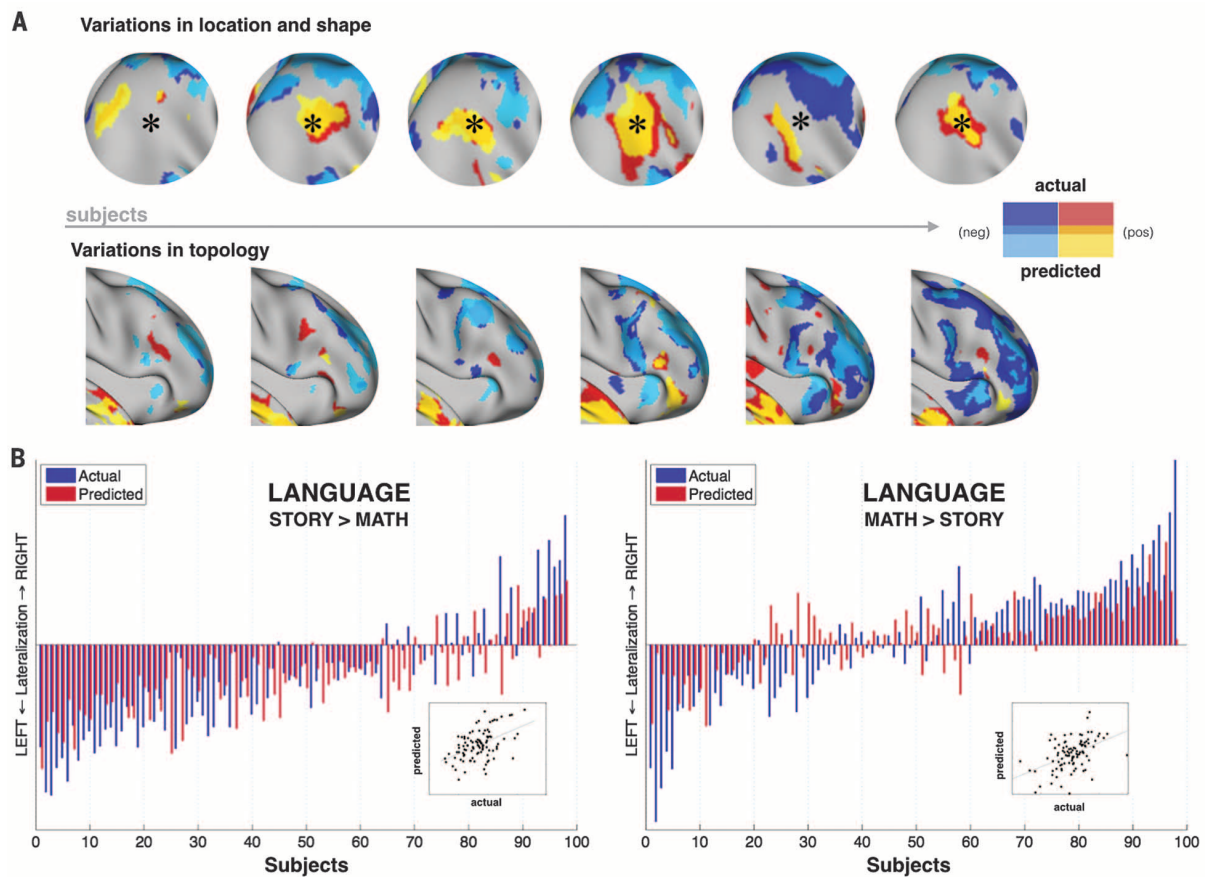 A
Variations in location and shape
*
*
*
*
*
*
subjects
actual
(neg)
(pos)
predicted
Variations in topology
B
Actual
Predicted
LANGUAGE
STORY > MATH
LEFT ← Lateralization → RIGHT
predicted
actual
0 10 20 30 40 50 60 70 80 90 100
Subjects
Actual
Predicted
LANGUAGE
MATH > STORY
LEFT ← Lateralization → RIGHT
predicted
actual
0 10 20 30 40 50 60 70 80 90 100
Subjects